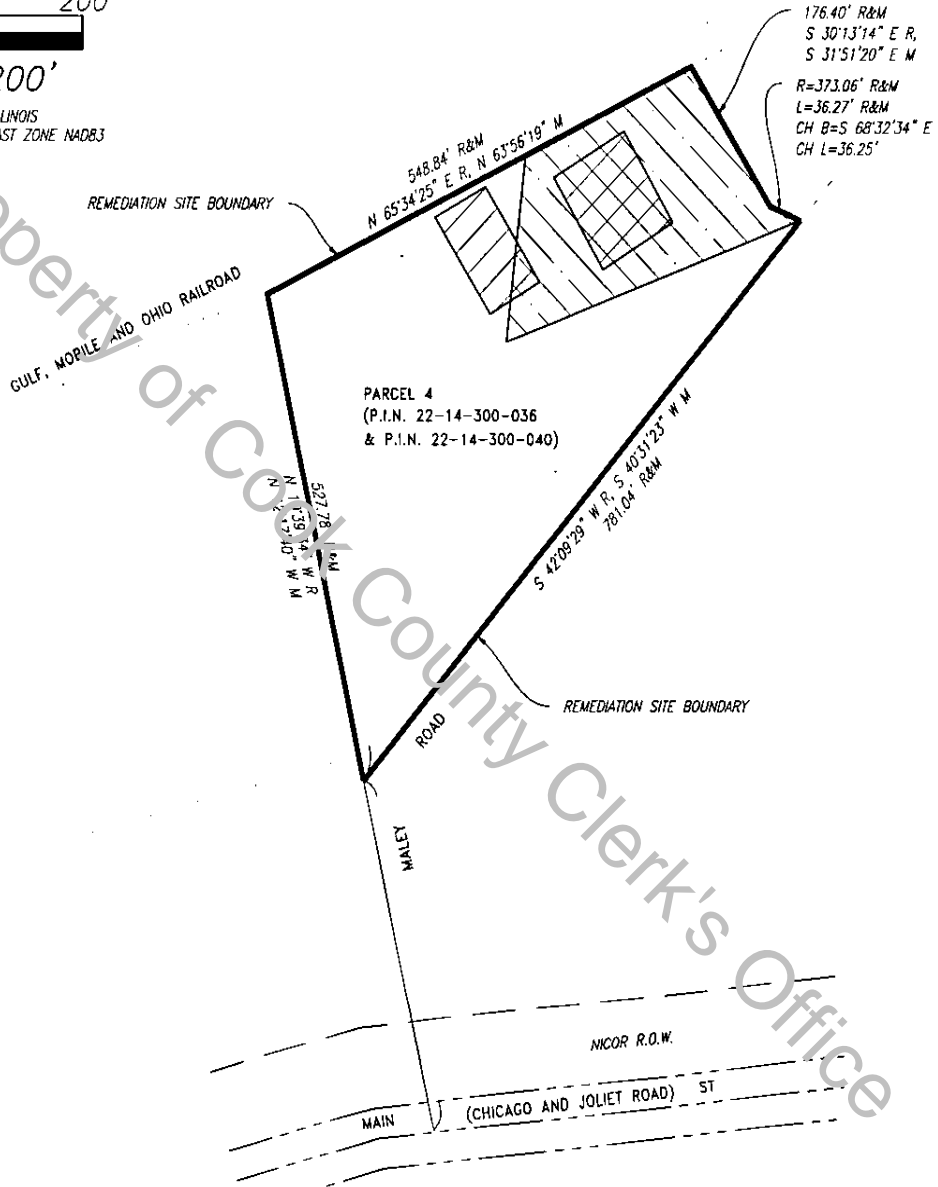 200
200'
LINOIS
AST ZONE NAD83
176.40' R&M
S 30°13'14" E R,
S 31°51'20" E M
R=373.06' R&M
L=36.27' R&M
CH B=S 68°32'34" E
CH L=36.25'
548.84' R&M
N 65°34'25" E R, N 63°56'19" M
REMEDIATION SITE BOUNDARY
GULF, MOBILE AND OHIO RAILROAD
PARCEL 4
(P.I.N. 22-14-300-036
& P.I.N. 22-14-300-040)
527.78 R&M
W R
W M
S 42°09'29" W R, S 40°31'23" W M
781.04' R&M
REMEDIATION SITE BOUNDARY
ROAD
MALEY
NICOR R.O.W.
MAIN (CHICAGO AND JOLIET ROAD) ST
operty of Cook County Clerk's Office